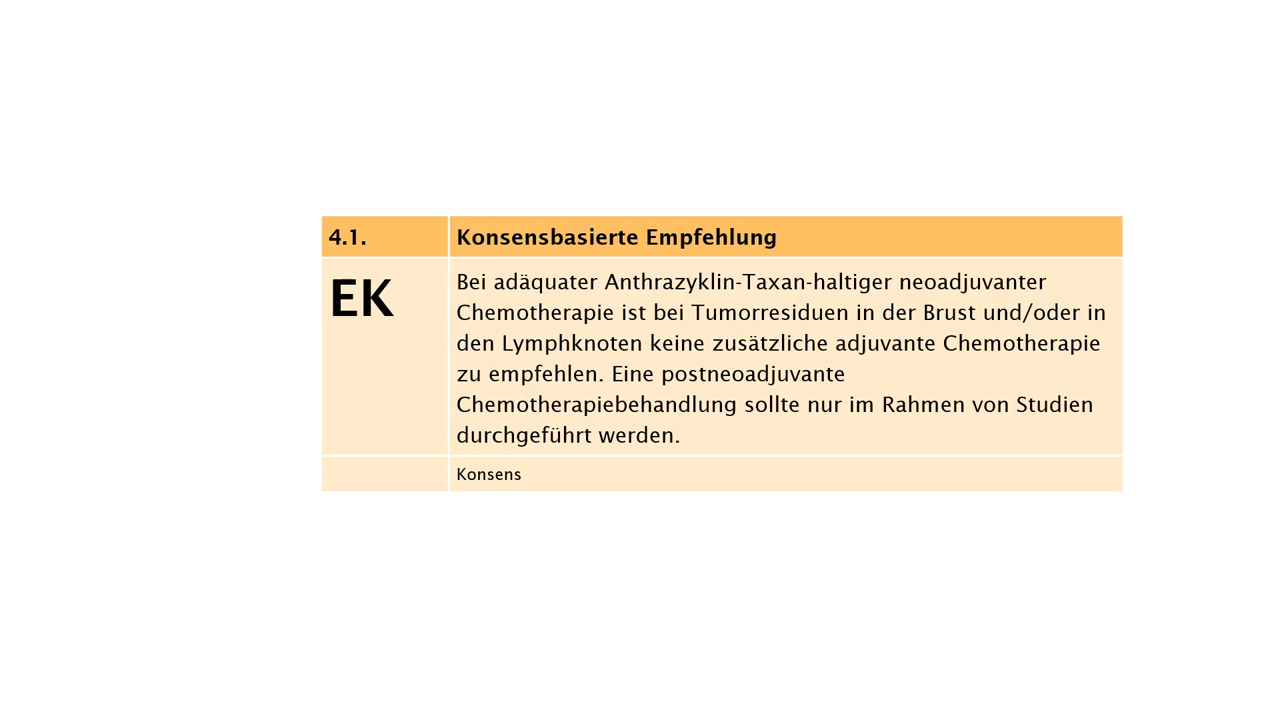 4.1. Konsensbasierte Empfehlung
EK
Bei adäquater Anthrazyklin-Taxan-haltiger neoadjuvanter
Chemotherapie ist bei Tumorresiduen in der Brust und/oder in
den Lymphknoten keine zusätzliche adjuvante Chemotherapie
zu empfehlen. Eine postneoadjuvante
Chemotherapiebehandlung sollte nur im Rahmen von Studien
durchgeführt werden.
Konsens